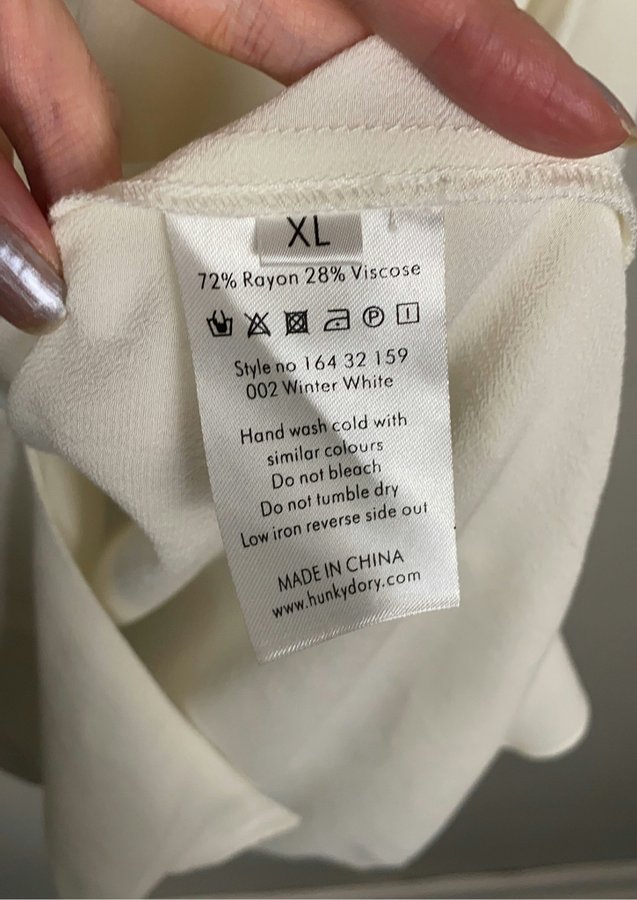 XL
72% Rayon 28% Viscose
P
Style no 164 32 159
002 Winter White
Hand wash cold with
similar colours
Do not bleach
Do not tumble dry
Low iron reverse side out
MADE IN CHINA
www.hunkydory.com